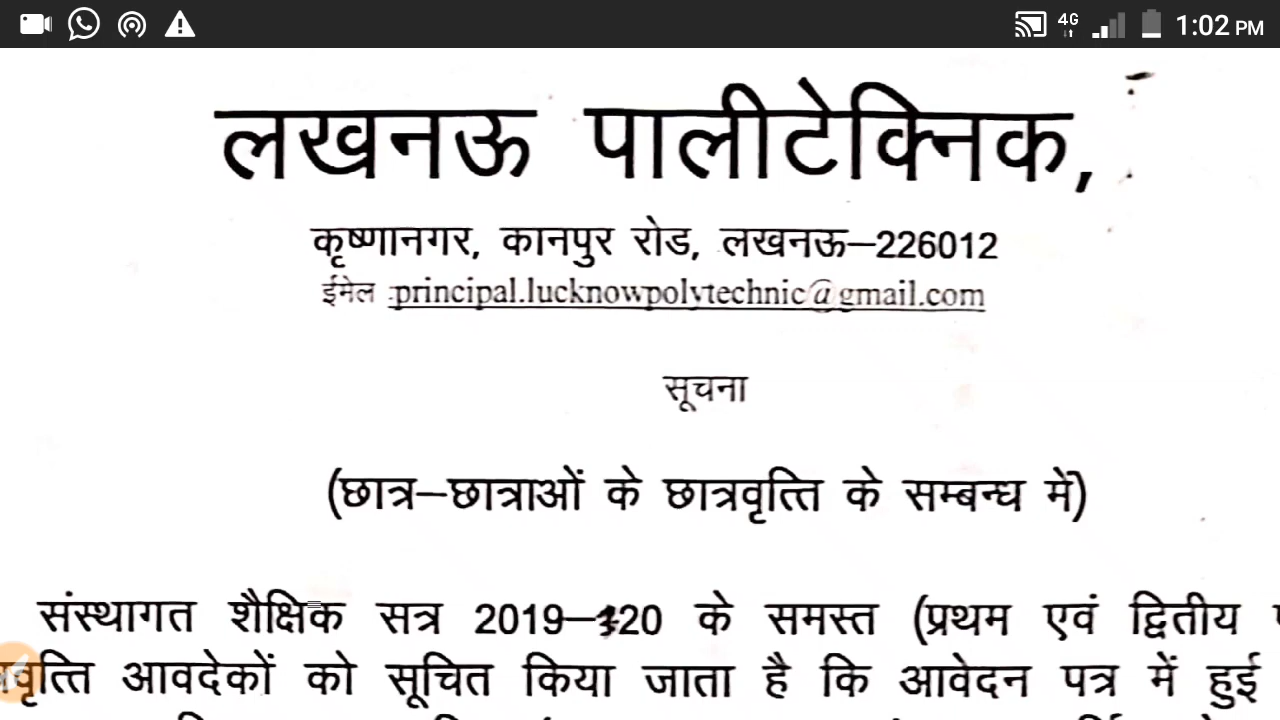 4G 1:02 PM
लखनऊ पालीटेक्निक,
कृष्णानगर, कानपुर रोड, लखनऊ–226012
ईमेल :principal.lucknowpolytechnic@gmail.com
सूचना
(छात्र–छात्राओं के छात्रवृत्ति के सम्बन्ध में)
संस्थागत शैक्षिक सत्र 2019–20 के समस्त (प्रथम एवं द्वितीय
आवदेकों को सूचित किया जाता है कि आवेदन पत्र में हुई